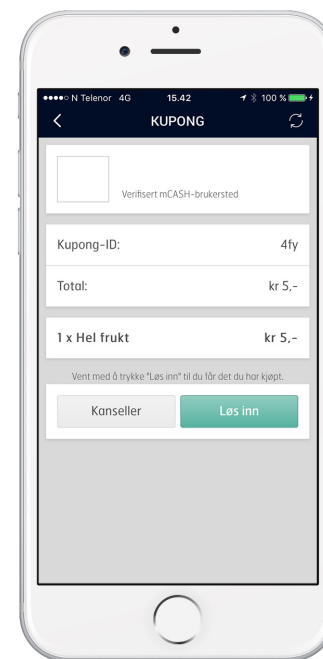 N Telenor 4G 15.42 100 %
KUPONG
Verifisert mCASH-brukersted
Kupong-ID: 4fy
Total: kr 5,-
1 x Hel frukt kr 5,-
Vent med å trykke "Løs inn" til du får det du har kjøpt.
Kanseller Løs inn